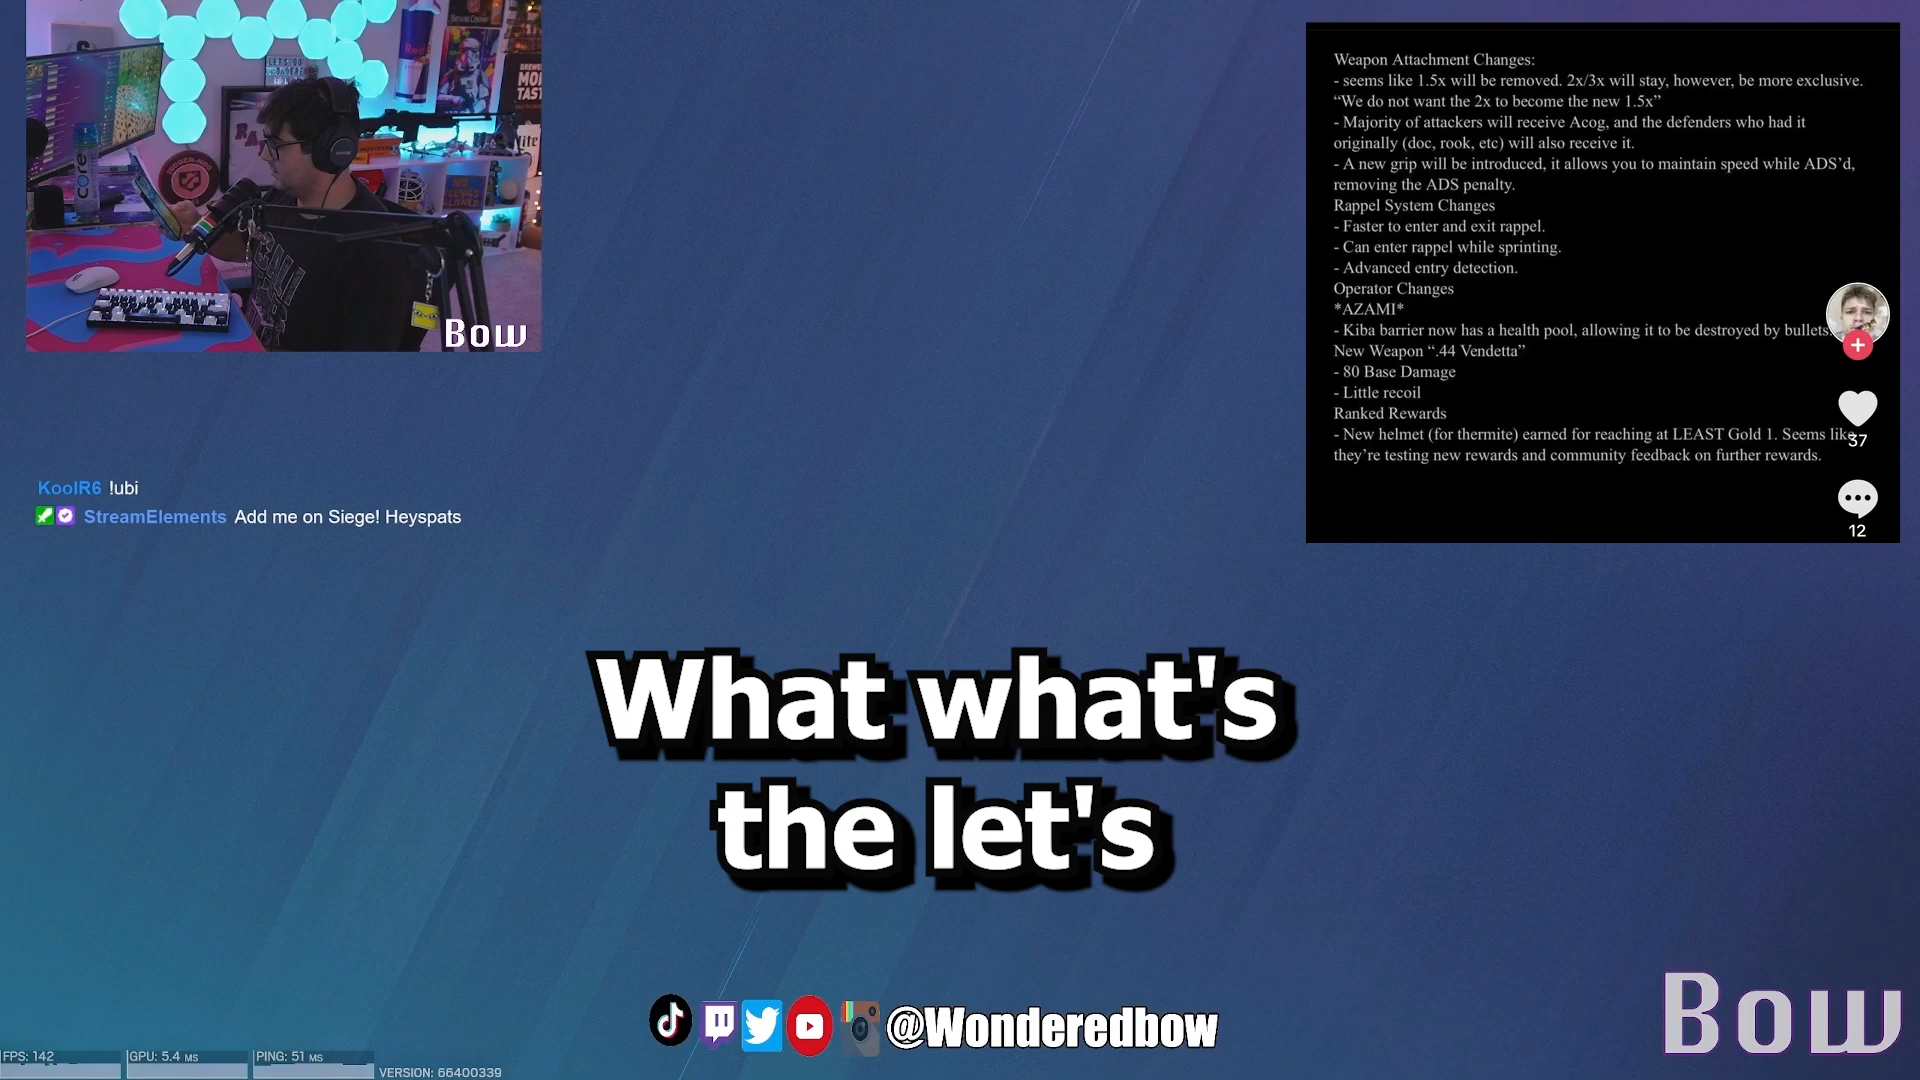 Bow
Weapon Attachment Changes:
- seems like 1.5x will be removed. 2x/3x will stay, however, be more exclusive.
“We do not want the 2x to become the new 1.5x”
- Majority of attackers will receive Acog, and the defenders who had it
originally (doc, rook, etc) will also receive it.
- A new grip will be introduced, it allows you to maintain speed while ADS’d,
removing the ADS penalty.
Rappel System Changes
- Faster to enter and exit rappel.
- Can enter rappel while sprinting.
- Advanced entry detection.
Operator Changes
*AZAMI*
- Kiba barrier now has a health pool, allowing it to be destroyed by bullets.
New Weapon “.44 Vendetta”
- 80 Base Damage
- Little recoil
Ranked Rewards
- New helmet (for thermite) earned for reaching at LEAST Gold 1. Seems like
they’re testing new rewards and community feedback on further rewards.
37
12
KoolR6 !ubi
StreamElements Add me on Siege! Heyspats
What what's
the let's
@Wonderedbow
Bow
FPS: 142 GPU: 5.4 MS PING: 51 MS
VERSION: 66400339